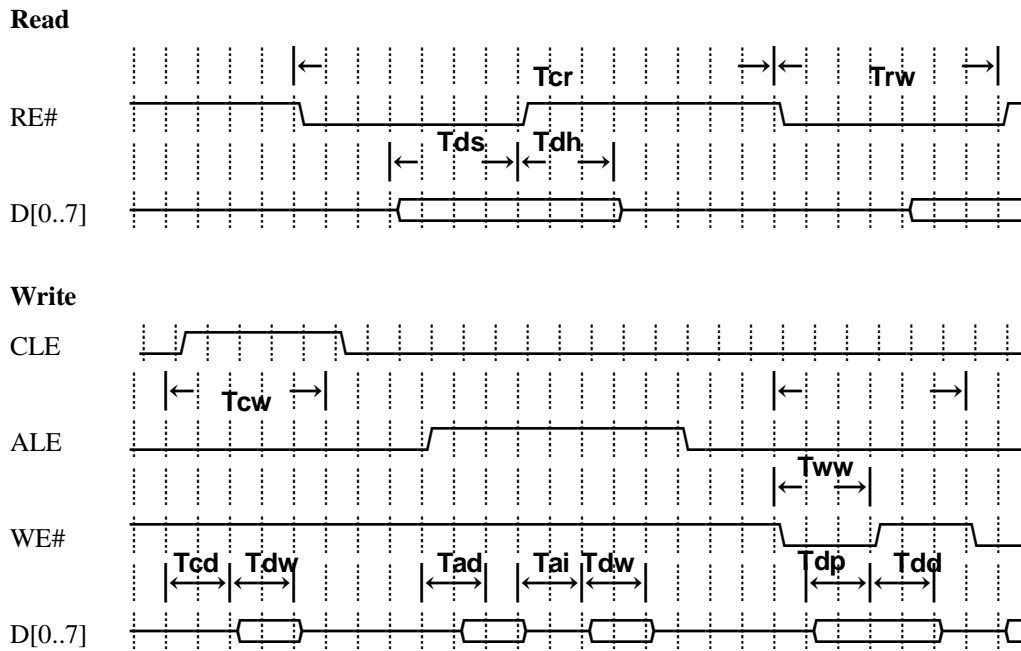 Read
Tcr Trw
RE#
Tds Tdh
D[0..7]
Write
CLE
Tcw
ALE
Tww
WE#
Tcd Tdw Tad Tai Tdw Tdp Tdd
D[0..7]